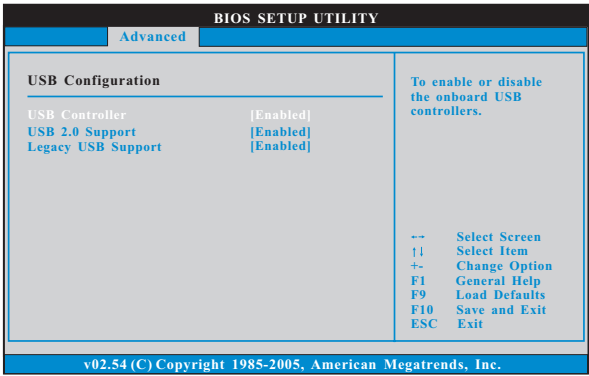 BIOS SETUP UTILITY
Advanced
USB Configuration
USB Controller [Enabled]
USB 2.0 Support [Enabled]
Legacy USB Support [Enabled]
To enable or disable
the onboard USB
controllers.
←→ Select Screen
↑↓ Select Item
+- Change Option
F1 General Help
F9 Load Defaults
F10 Save and Exit
ESC Exit
v02.54 (C) Copyright 1985-2005, American Megatrends, Inc.